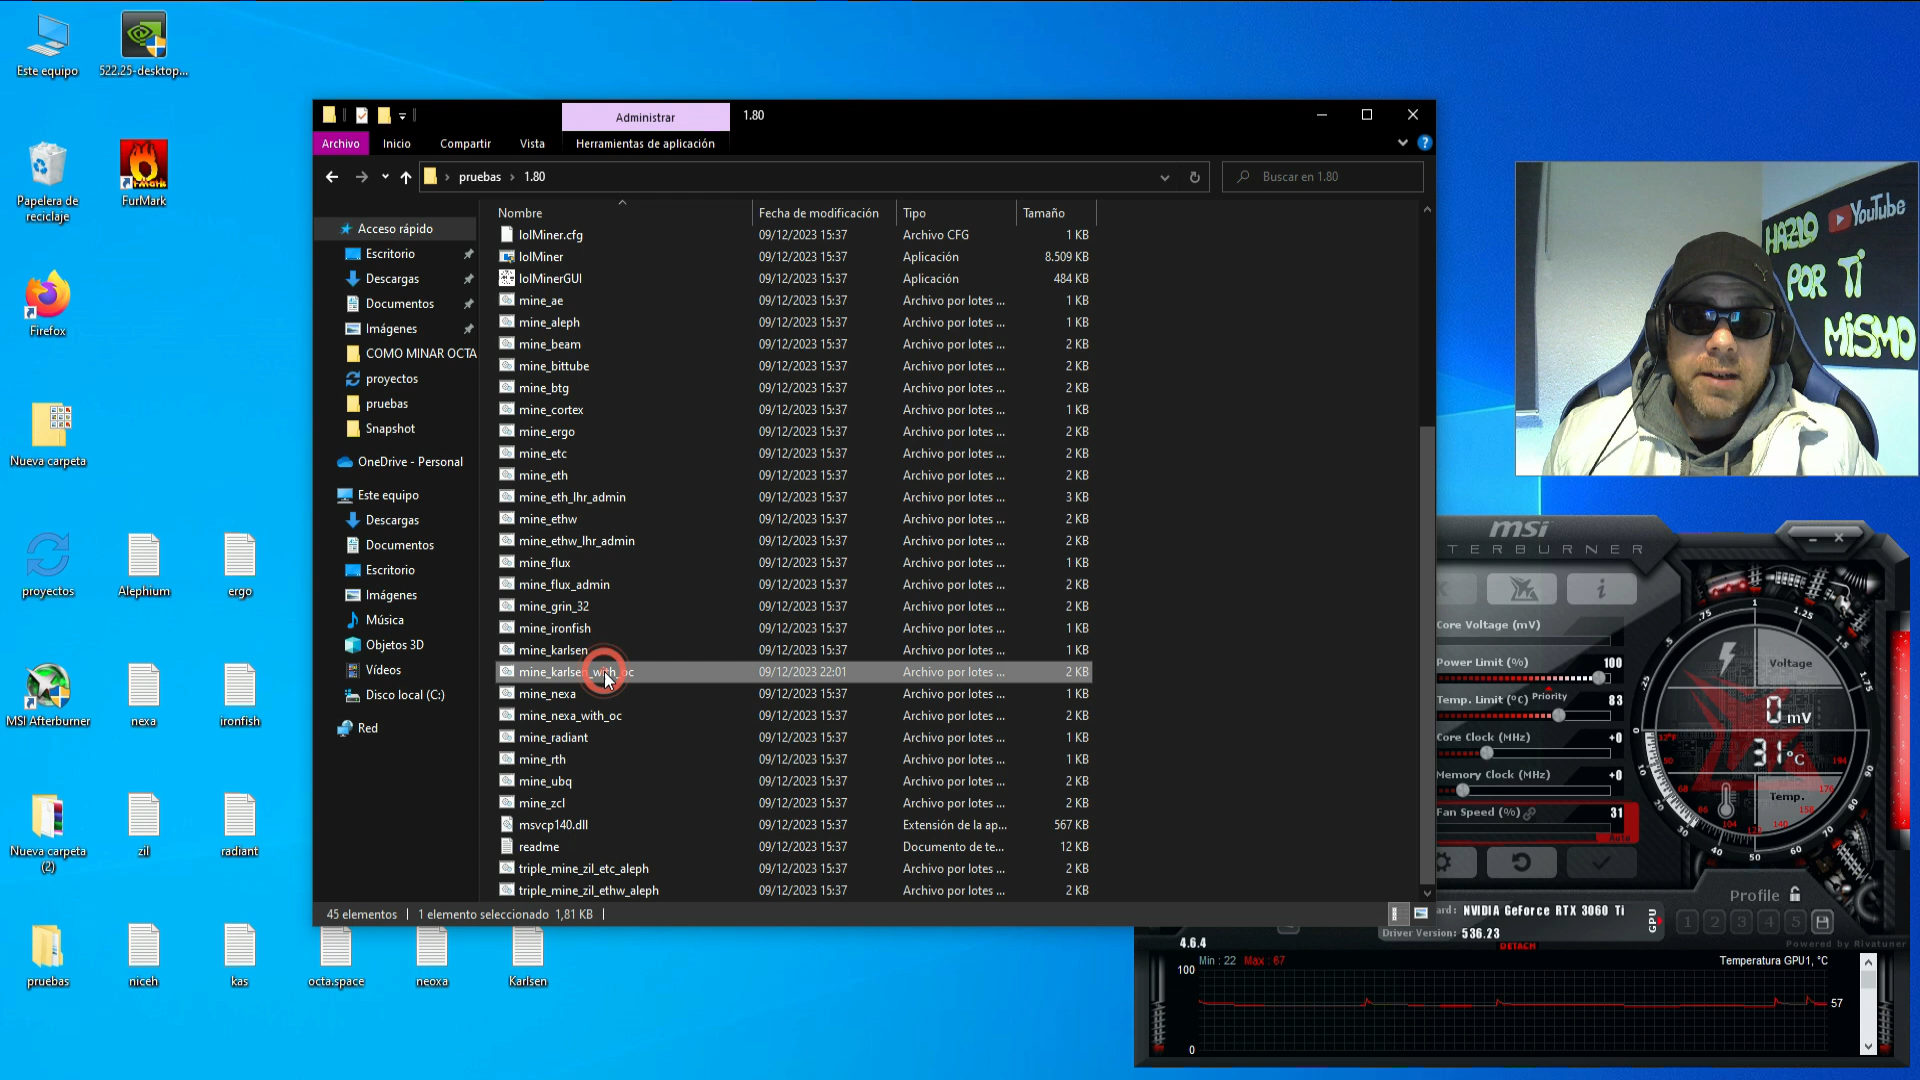 Este equipo
522.25-desktop...
Papelera de
reciclaje
FurMark
Firefox
Nueva carpeta
proyectos
Alephium
ergo
MSI Afterburner
nexa
ironfish
Nueva carpeta
(2)
zil
radiant
pruebas
niceh
kas
octa.space
neoxa
Karlsen
Administrar
1.80
Archivo
Inicio
Compartir
Vista
Herramientas de aplicación
pruebas
1.80
Buscar en 1.80
Acceso rápido
Escritorio
Descargas
Documentos
Imágenes
COMO MINAR OCTA
proyectos
pruebas
Snapshot
OneDrive - Personal
Este equipo
Descargas
Documentos
Escritorio
Imágenes
Música
Objetos 3D
Vídeos
Disco local (C:)
Red
Nombre Fecha de modificación Tipo Tamaño
lolMiner.cfg 09/12/2023 15:37 Archivo CFG 1 KB
lolMiner 09/12/2023 15:37 Aplicación 8.509 KB
lolMinerGUI 09/12/2023 15:37 Aplicación 484 KB
mine_ae 09/12/2023 15:37 Archivo por lotes ... 1 KB
mine_aleph 09/12/2023 15:37 Archivo por lotes ... 1 KB
mine_beam 09/12/2023 15:37 Archivo por lotes ... 2 KB
mine_bittube 09/12/2023 15:37 Archivo por lotes ... 2 KB
mine_btg 09/12/2023 15:37 Archivo por lotes ... 2 KB
mine_cortex 09/12/2023 15:37 Archivo por lotes ... 1 KB
mine_ergo 09/12/2023 15:37 Archivo por lotes ... 2 KB
mine_etc 09/12/2023 15:37 Archivo por lotes ... 2 KB
mine_eth 09/12/2023 15:37 Archivo por lotes ... 2 KB
mine_eth_lhr_admin 09/12/2023 15:37 Archivo por lotes ... 3 KB
mine_ethw 09/12/2023 15:37 Archivo por lotes ... 2 KB
mine_ethw_lhr_admin 09/12/2023 15:37 Archivo por lotes ... 2 KB
mine_flux 09/12/2023 15:37 Archivo por lotes ... 1 KB
mine_flux_admin 09/12/2023 15:37 Archivo por lotes ... 2 KB
mine_grin_32 09/12/2023 15:37 Archivo por lotes ... 2 KB
mine_ironfish 09/12/2023 15:37 Archivo por lotes ... 1 KB
mine_karlsen 09/12/2023 15:37 Archivo por lotes ... 1 KB
mine_karlsen_with_oc 09/12/2023 22:01 Archivo por lotes ... 2 KB
mine_nexa 09/12/2023 15:37 Archivo por lotes ... 1 KB
mine_nexa_with_oc 09/12/2023 15:37 Archivo por lotes ... 2 KB
mine_radiant 09/12/2023 15:37 Archivo por lotes ... 1 KB
mine_rth 09/12/2023 15:37 Archivo por lotes ... 1 KB
mine_ubq 09/12/2023 15:37 Archivo por lotes ... 2 KB
mine_zcl 09/12/2023 15:37 Archivo por lotes ... 2 KB
msvcp140.dll 09/12/2023 15:37 Extensión de la ap... 567 KB
readme 09/12/2023 15:37 Documento de te... 12 KB
triple_mine_zil_etc_aleph 09/12/2023 15:37 Archivo por lotes ... 2 KB
triple_mine_zil_ethw_aleph 09/12/2023 15:37 Archivo por lotes ... 2 KB
45 elementos 1 elemento seleccionado 1,81 KB
YouTube
HAZLO
POR TI
MiSMO
msi
TERBURNER
Core Voltage (mV)
Power Limit (%) 100
Priority
Temp. Limit (°C) 83
Core Clock (MHz) +0
Memory Clock (MHz) +0
Fan Speed (%) 31
Auto
Voltage
0 mV
31 °C
Temp.
Profile
1 2 3 4 5
ard: NVIDIA GeForce RTX 3060 Ti
Driver Version: 536.23
GPU
DETACH
Powered by Rivatuner
4.6.4
Min : 22 Max : 67
Temperatura GPU1, °C
100
57
0